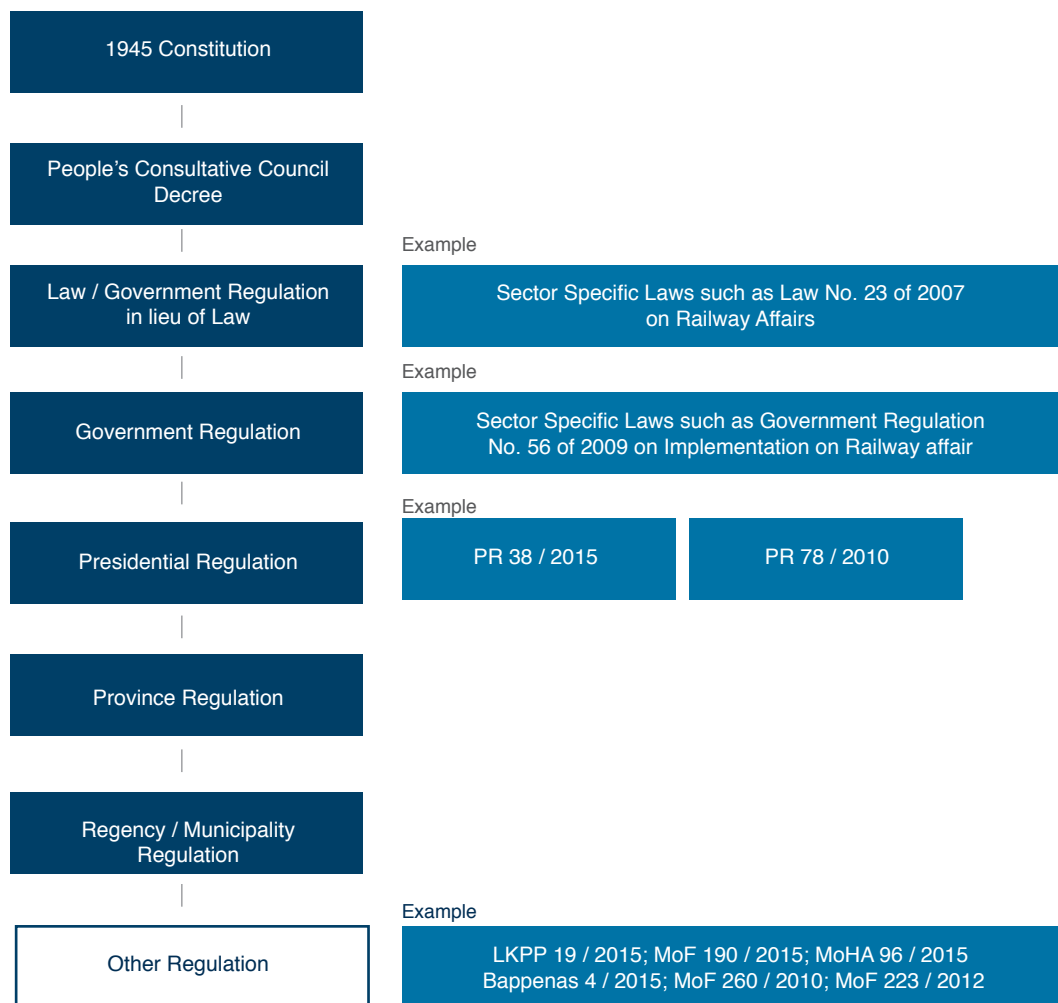 1945 Constitution
People's Consultative Council
Decree
Example
Law / Government Regulation
in lieu of Law
Sector Specific Laws such as Law No. 23 of 2007
on Railway Affairs
Example
Government Regulation
Sector Specific Laws such as Government Regulation
No. 56 of 2009 on Implementation on Railway affair
Example
Presidential Regulation
PR 38 / 2015
PR 78 / 2010
Province Regulation
Regency / Municipality
Regulation
Example
Other Regulation
LKPP 19 / 2015; MoF 190 / 2015; MoHA 96 / 2015
Bappenas 4 / 2015; MoF 260 / 2010; MoF 223 / 2012